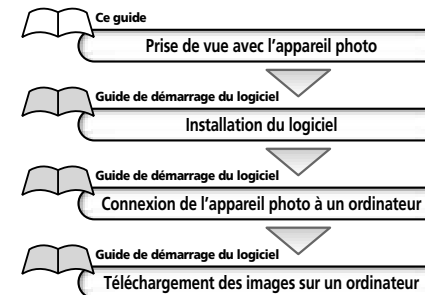 Ce guide
Prise de vue avec l'appareil photo
Guide de démarrage du logiciel
Installation du logiciel
Guide de démarrage du logiciel
Connexion de l'appareil photo à un ordinateur
Guide de démarrage du logiciel
Téléchargement des images sur un ordinateur